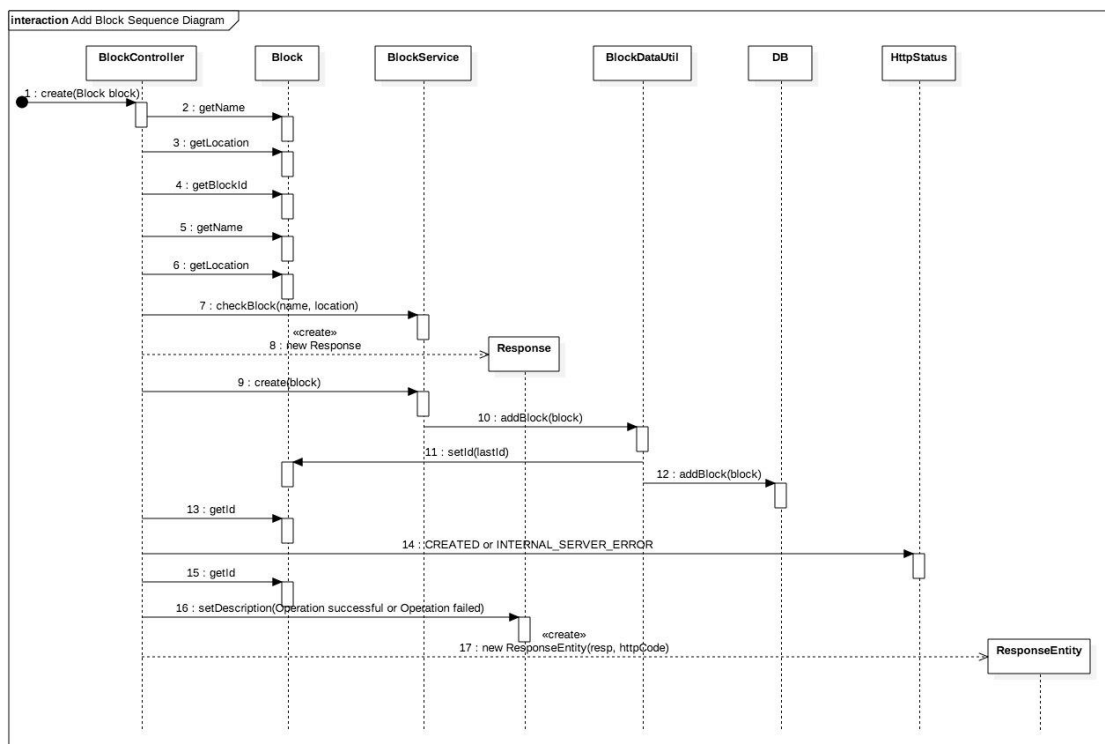 interaction Add Block Sequence Diagram
BlockController
Block
BlockService
BlockDataUtil
DB
HttpStatus
1 : create(Block block)
2 : getName
3 : getLocation
4 : getBlockId
5 : getName
6 : getLocation
7 : checkBlock(name, location)
«create»
8 : new Response
Response
9 : create(block)
10 : addBlock(block)
11 : setId(lastId)
12 : addBlock(block)
13 : getId
14 : CREATED or INTERNAL_SERVER_ERROR
15 : getId
16 : setDescription(Operation successful or Operation failed)
«create»
17 : new ResponseEntity(resp, httpCode)
ResponseEntity